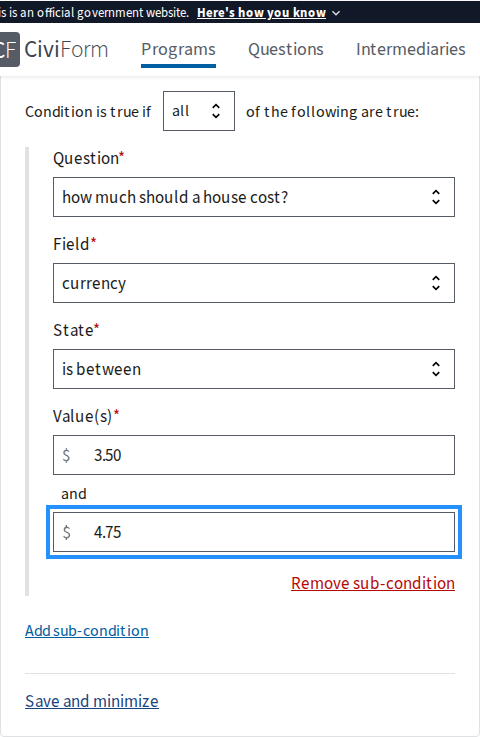 is is an official government website. Here's how you know
CF CiviForm Programs Questions Intermediaries
Condition is true if all of the following are true:
Question*
how much should a house cost?
Field*
currency
State*
is between
Value(s)*
$ 3.50
and
$ 4.75
Remove sub-condition
Add sub-condition
Save and minimize